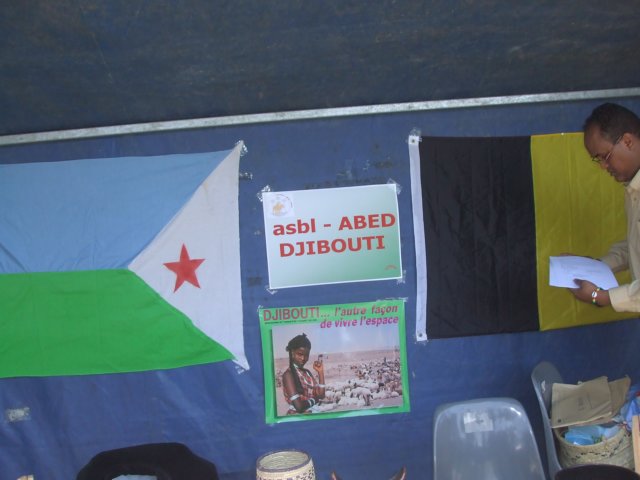 asbl - ABED
DJIBOUTI
DJIBOUTI... l'autre façon
de vivre l'espace